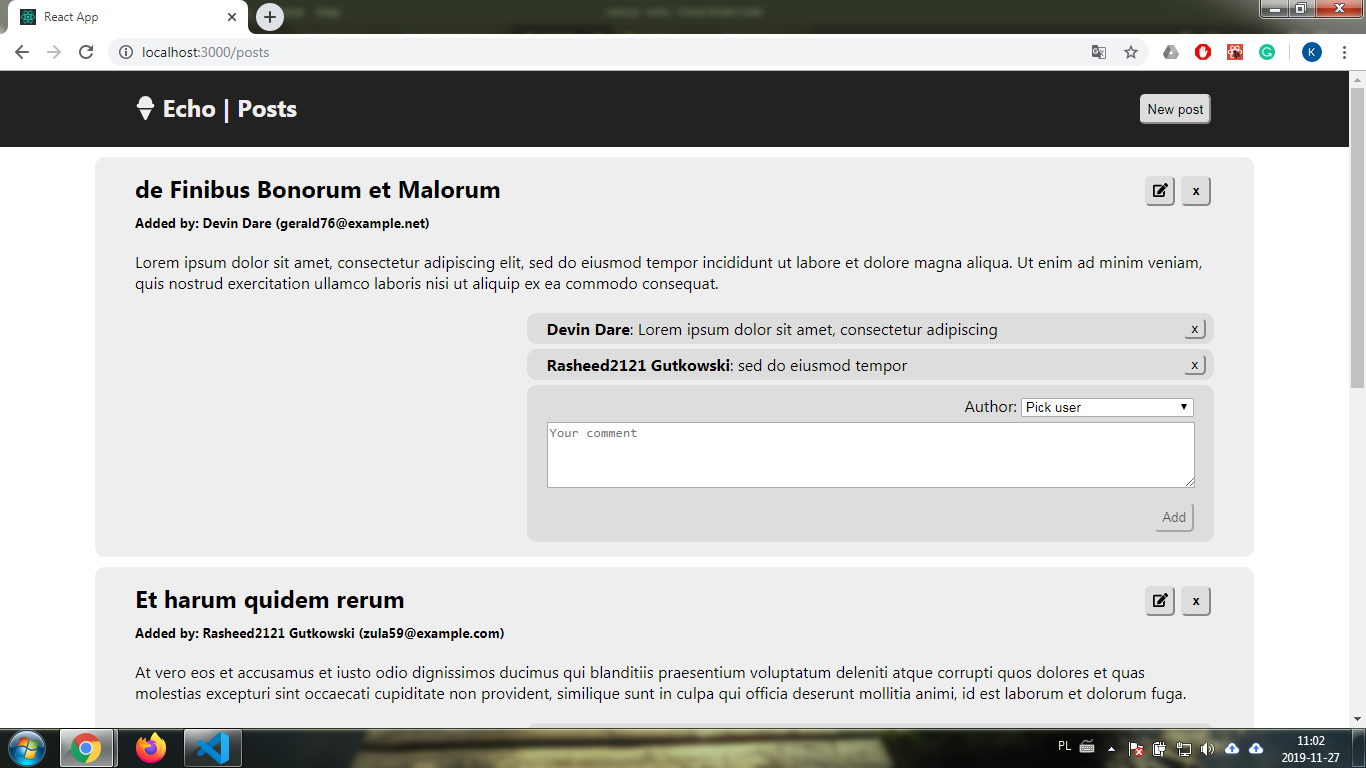 React App
localhost:3000/posts
K
Echo | Posts
New post
de Finibus Bonorum et Malorum
x
Added by: Devin Dare (gerald76@example.net)
Lorem ipsum dolor sit amet, consectetur adipiscing elit, sed do eiusmod tempor incididunt ut labore et dolore magna aliqua. Ut enim ad minim veniam,
quis nostrud exercitation ullamco laboris nisi ut aliquip ex ea commodo consequat.
Devin Dare: Lorem ipsum dolor sit amet, consectetur adipiscing
x
Rasheed2121 Gutkowski: sed do eiusmod tempor
x
Author: Pick user
Your comment
Add
Et harum quidem rerum
x
Added by: Rasheed2121 Gutkowski (zula59@example.com)
At vero eos et accusamus et iusto odio dignissimos ducimus qui blanditiis praesentium voluptatum deleniti atque corrupti quos dolores et quas
molestias excepturi sint occaecati cupiditate non provident, similique sunt in culpa qui officia deserunt mollitia animi, id est laborum et dolorum fuga.
PL
11:02
2019-11-27